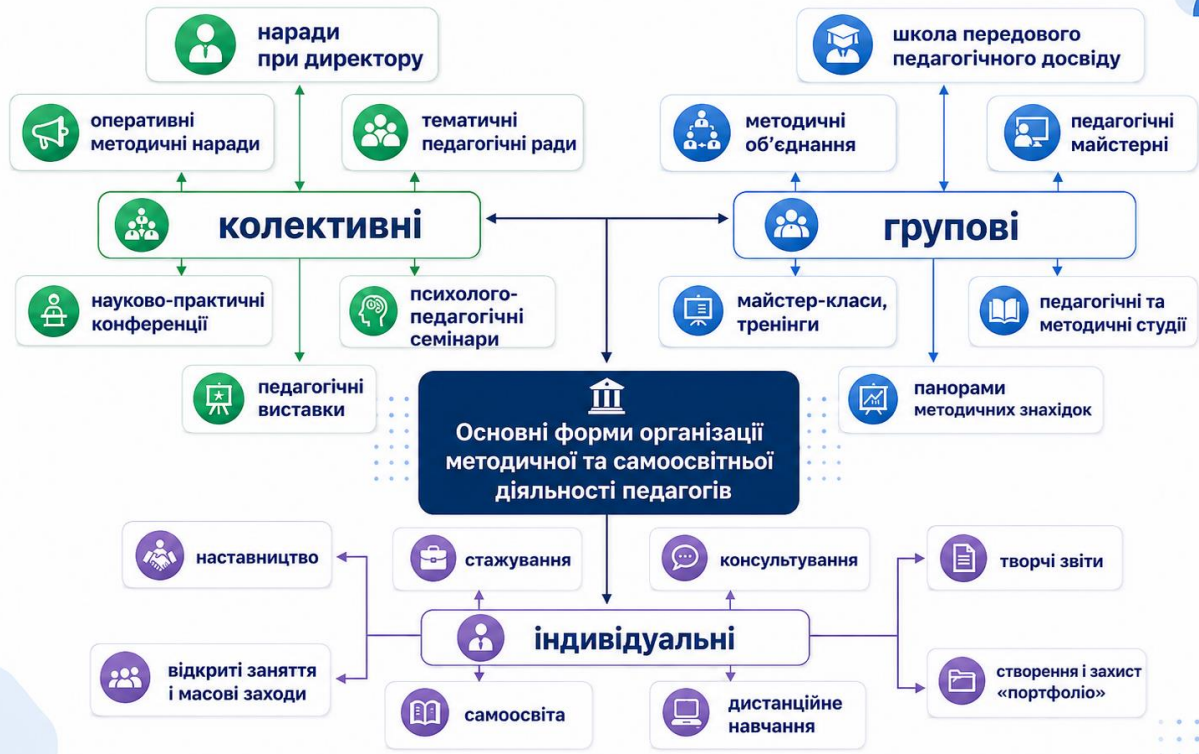 наради
при директору
школа передового
педагогічного досвіду
оперативні
методичні наради
тематичні
педагогічні ради
методичні
об’єднання
педагогічні
майстерні
колективні
групові
науково-практичні
конференції
психолого-
педагогічні
семінари
майстер-класи,
тренінги
педагогічні та
методичні студії
педагогічні
виставки
панорами
методичних знахідок
Основні форми організації
методичної та самоосвітньої
діяльності педагогів
наставництво
стажування
консультування
творчі звіти
індивідуальні
відкриті заняття
і масові заходи
самоосвіта
дистанційне
навчання
створення і захист
«портфоліо»